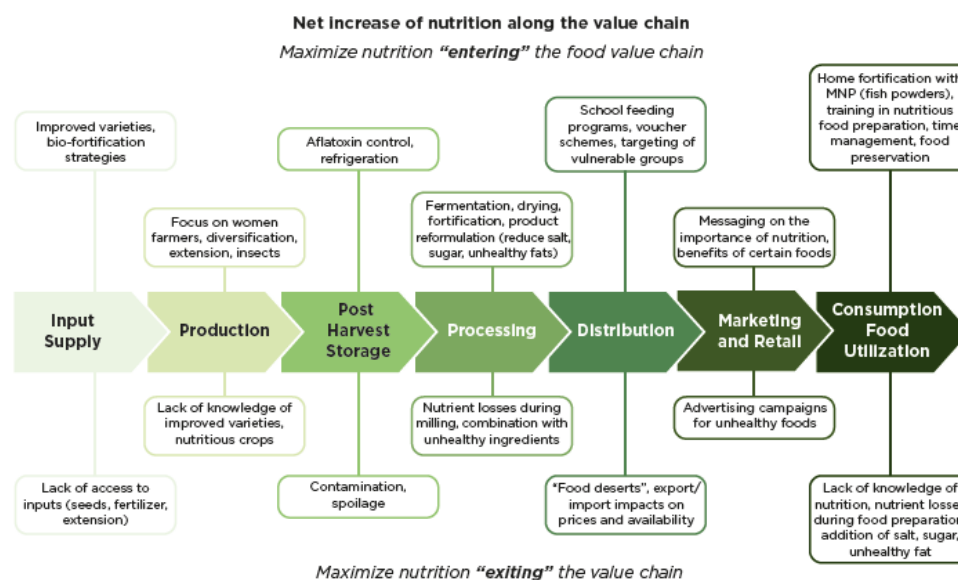 Net increase of nutrition along the value chain
Maximize nutrition “entering” the food value chain
Improved varieties,
bio-fortification
strategies
Aflatoxin control,
refrigeration
School feeding
programs, voucher
schemes, targeting of
vulnerable groups
Home fortification with
MNP (fish powders),
training in nutritious
food preparation, time
management, food
preservation
Focus on women
farmers, diversification,
extension, insects
Fermentation, drying,
fortification, product
reformulation (reduce salt,
sugar, unhealthy fats)
Messaging on the
importance of nutrition,
benefits of certain foods
Input
Supply
Production
Post
Harvest
Storage
Processing
Distribution
Marketing
and Retail
Consumption
Food
Utilization
Lack of knowledge of
improved varieties,
nutritious crops
Nutrient losses during
milling, combination with
unhealthy ingredients
Advertising campaigns
for unhealthy foods
Lack of access to
inputs (seeds, fertilizer,
extension)
Contamination,
spoilage
“Food deserts”, export/
import impacts on
prices and availability
Lack of knowledge of
nutrition, nutrient losse
during food preparation
addition of salt, sugar,
unhealthy fat
Maximize nutrition “exiting” the value chain